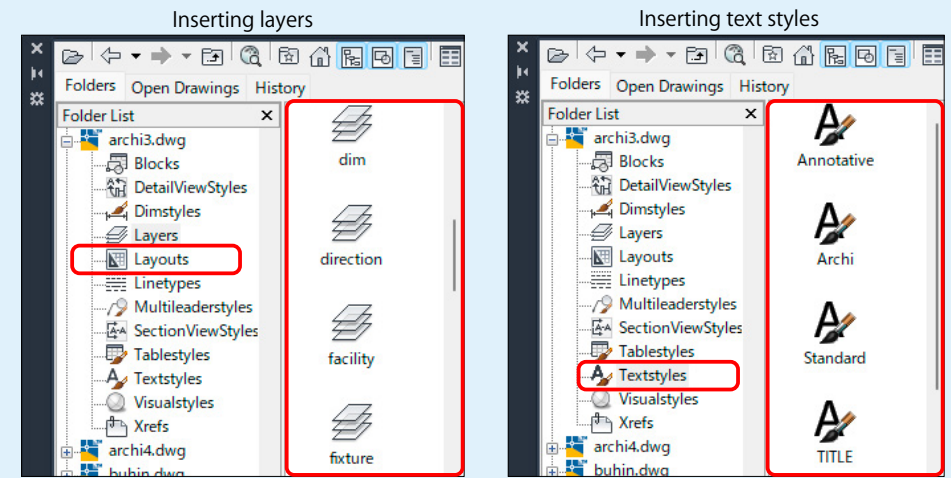 Inserting layers
Folders
Open Drawings
History
Folder List
archi3.dwg
Blocks
DetailViewStyles
Dimstyles
Layers
Layouts
Linetypes
Multileaderstyles
SectionViewStyles
Tablestyles
Textstyles
Visualstyles
Xrefs
archi4.dwg
buhin.dwg
dim
direction
facility
fixture
Inserting text styles
Folders
Open Drawings
History
Folder List
archi3.dwg
Blocks
DetailViewStyles
Dimstyles
Layers
Layouts
Linetypes
Multileaderstyles
SectionViewStyles
Tablestyles
Textstyles
Visualstyles
Xrefs
archi4.dwg
buhin.dwg
Annotative
Archi
Standard
TITLE